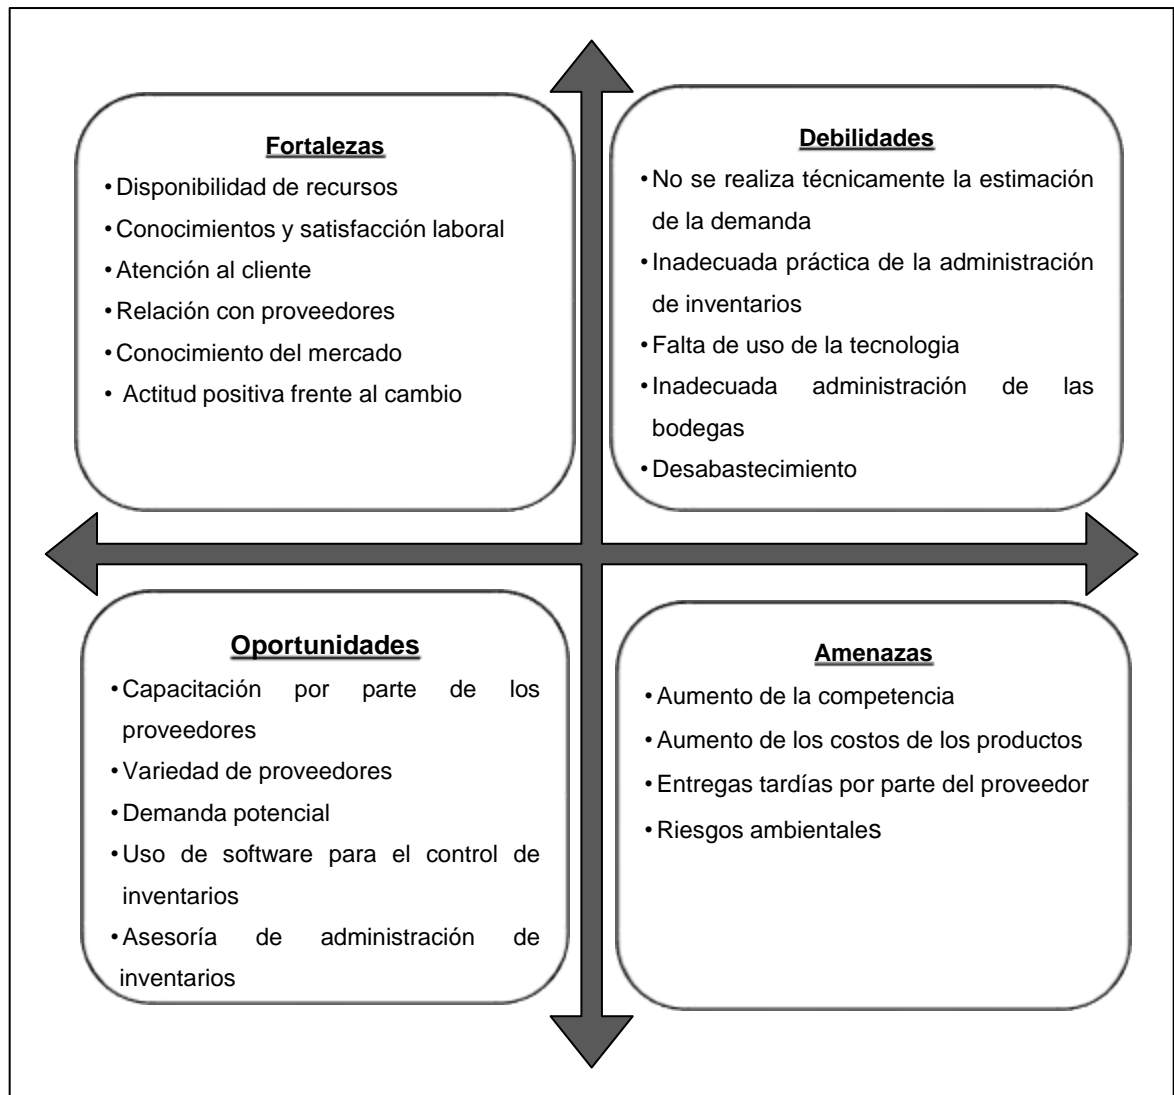 Fortalezas
• Disponibilidad de recursos
• Conocimientos y satisfacción laboral
• Atención al cliente
• Relación con proveedores
• Conocimiento del mercado
• Actitud positiva frente al cambio
Debilidades
• No se realiza técnicamente la estimación
de la demanda
• Inadecuada práctica de la administración
de inventarios
• Falta de uso de la tecnologia
• Inadecuada administración de las
bodegas
• Desabastecimiento
Oportunidades
• Capacitación por parte de los
proveedores
• Variedad de proveedores
• Demanda potencial
• Uso de software para el control de
inventarios
• Asesoría de administración de
inventarios
Amenazas
• Aumento de la competencia
• Aumento de los costos de los productos
• Entregas tardías por parte del proveedor
• Riesgos ambientales